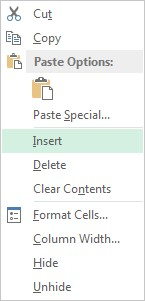 Cut
Copy
Paste Options:
Paste Special...
Insert
Delete
Clear Contents
Format Cells...
Column Width...
Hide
Unhide